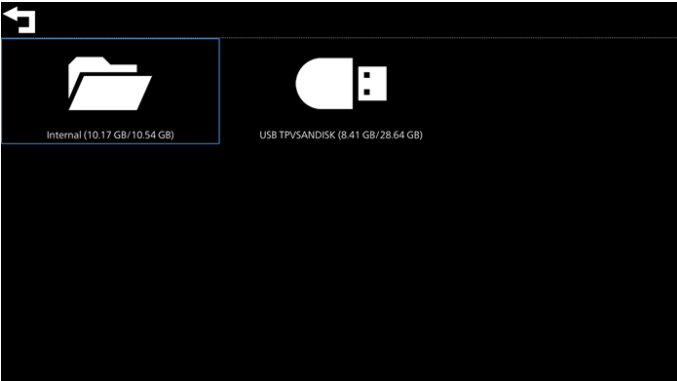 Internal (10.17 GB/10.54 GB)
USB TPVSANDISK (8.41 GB/28.64 GB)